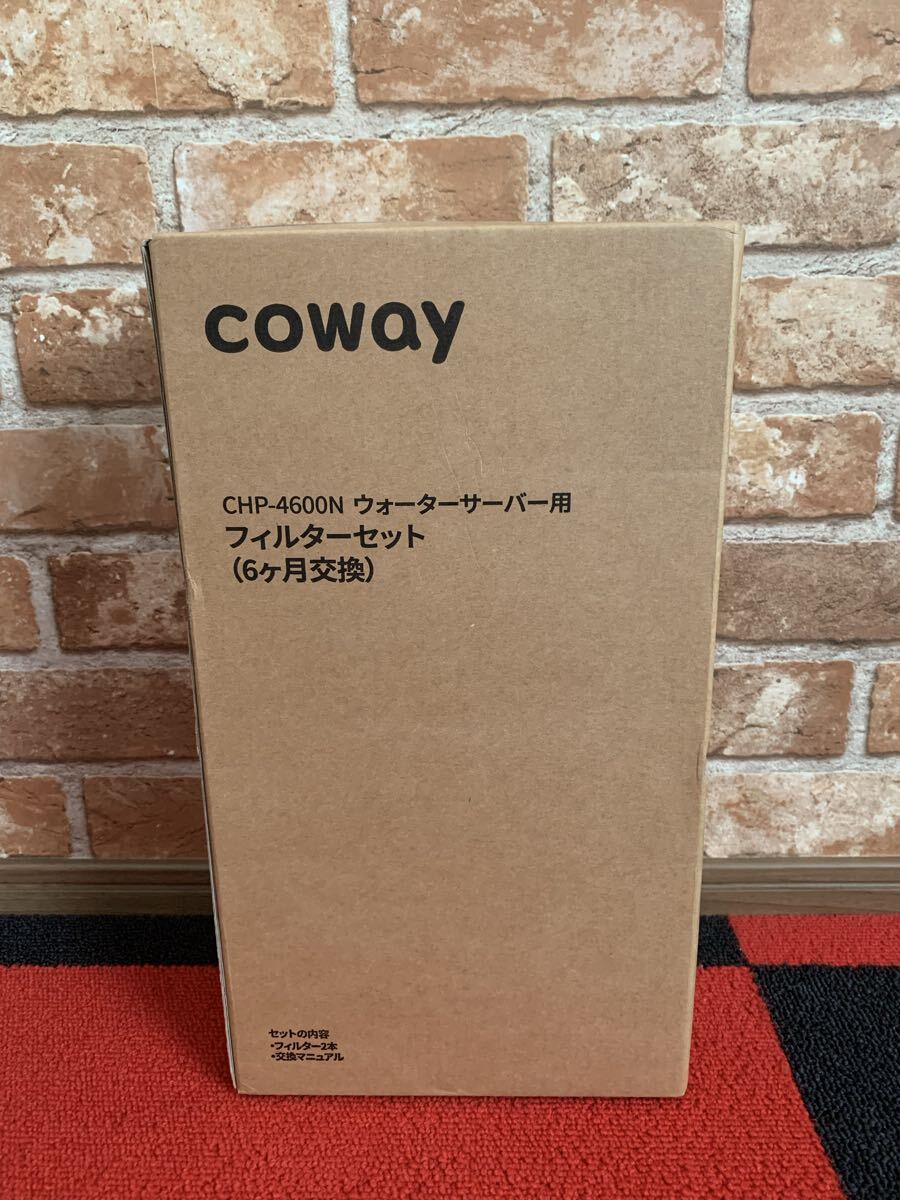 coway
CHP-4600N ウォーターサーバー用
フィルターセット
（6ヶ月交換）
セットの内容
・フィルター2本
・交換マニュアル